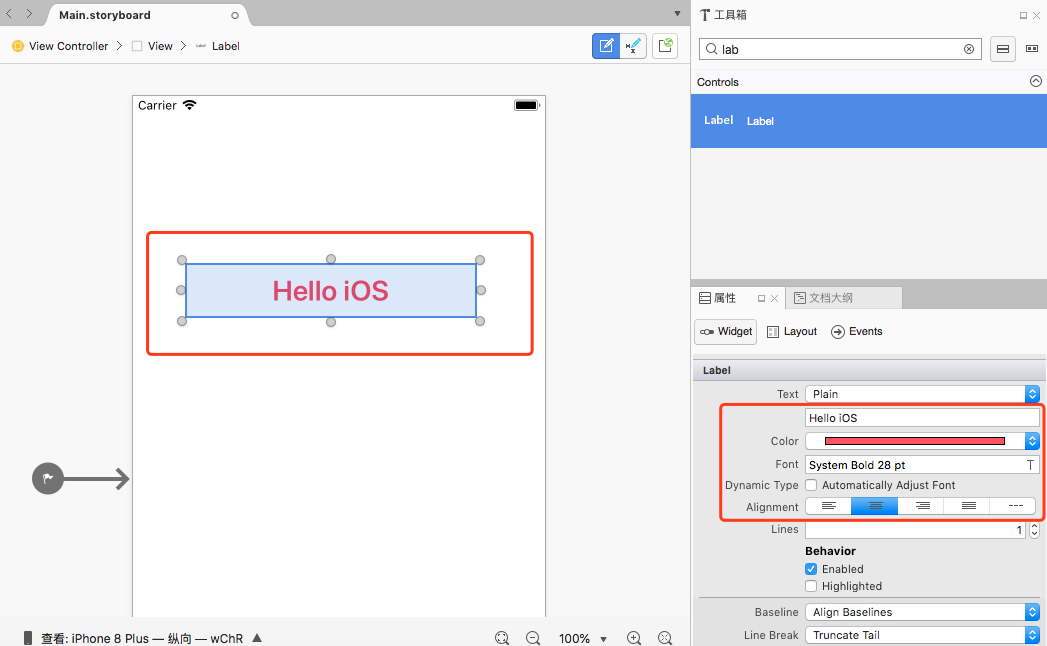 Main.storyboard
View Controller
View
Label
Label
Carrier
Hello iOS
查看: iPhone 8 Plus — 纵向 — wChR
100%
工具箱
lab
Controls
Label
Label
属性
文档大纲
Widget
Layout
Events
Label
Text
Plain
Hello iOS
Color
Font
System Bold 28 pt
T
Dynamic Type
Automatically Adjust Font
Alignment
Lines
1
Behavior
Enabled
Highlighted
Baseline
Align Baselines
Line Break
Truncate Tail